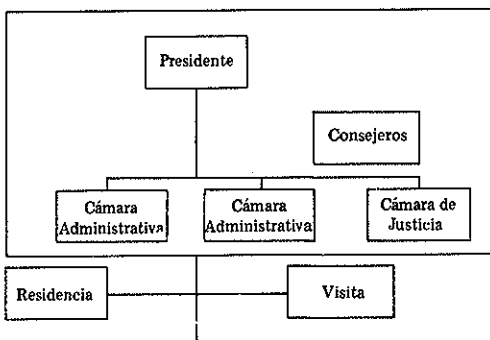 Presidente
Consejeros
Cámara
Administrativa
Cámara
Administrativa
Cámara de
Justicia
Residencia
Visita